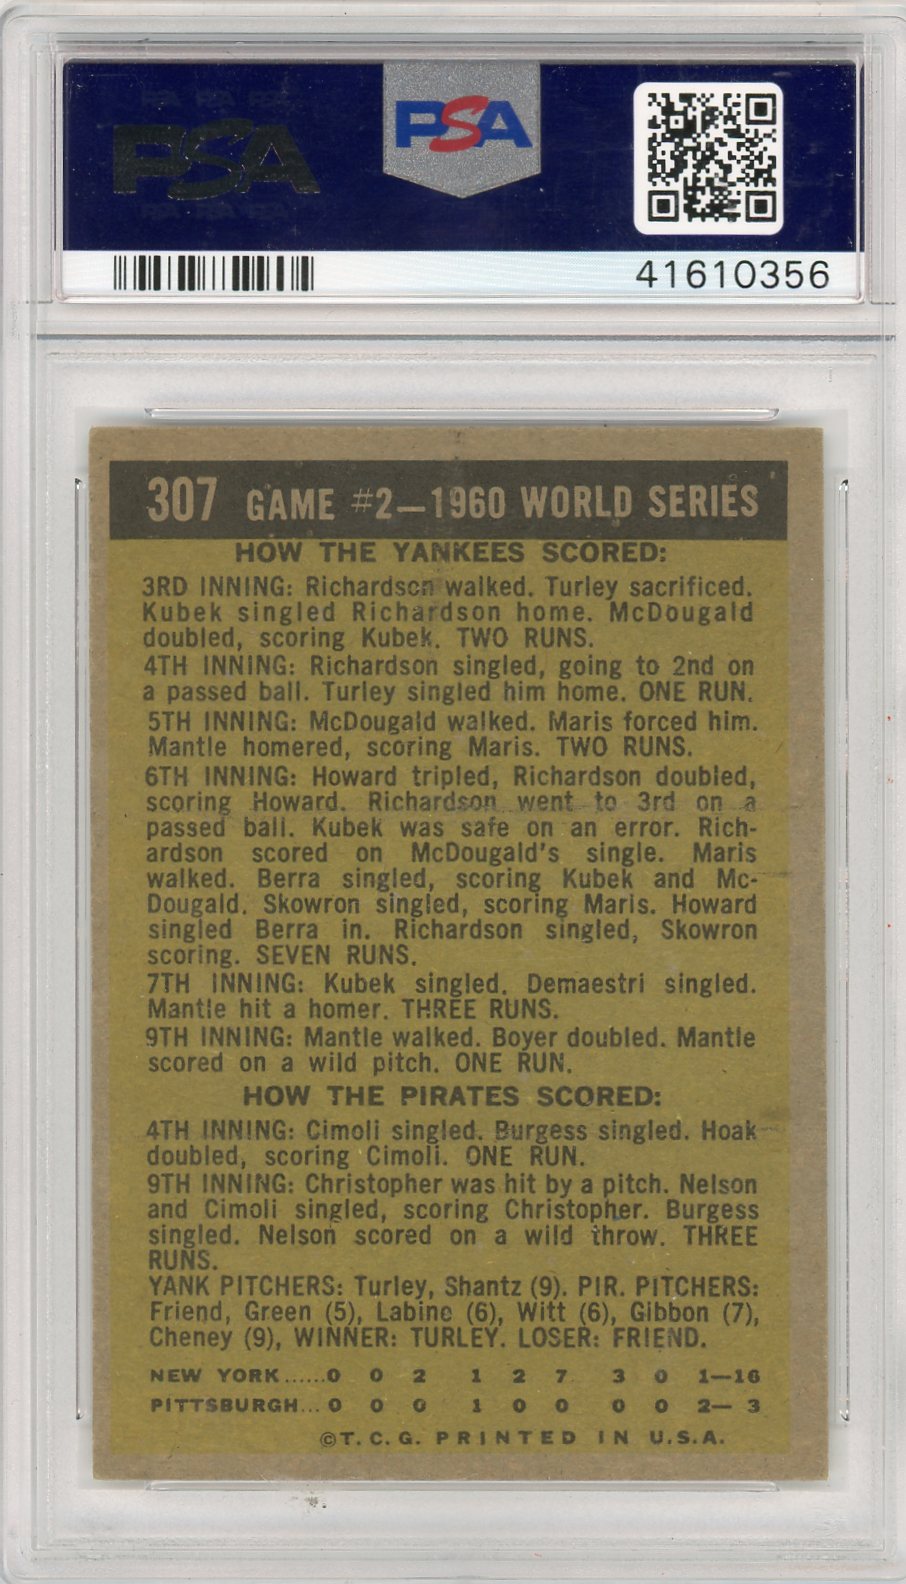 PSA PSA PSA
PSA
PSA PSA PSA
PSA
41610356
307 GAME #2—1960 WORLD SERIES
HOW THE YANKEES SCORED:
3RD INNING: Richardson walked. Turley sacrificed.
Kubek singled Richardson home. McDougald
doubled, scoring Kubek. TWO RUNS.
4TH INNING: Richardson singled, going to 2nd on
a passed ball. Turley singled him home. ONE RUN.
5TH INNING: McDougald walked. Maris forced him.
Mantle homered, scoring Maris. TWO RUNS.
6TH INNING: Howard tripled, Richardson doubled,
scoring Howard. Richardson went to 3rd on a
passed ball. Kubek was safe on an error. Rich-
ardson scored on McDougald's single. Maris
walked. Berra singled, scoring Kubek and Mc-
Dougald. Skowron singled, scoring Maris. Howard
singled Berra in. Richardson singled, Skowron
scoring. SEVEN RUNS.
7TH INNING: Kubek singled. Demaestri singled.
Mantle hit a homer. THREE RUNS.
9TH INNING: Mantle walked. Boyer doubled. Mantle
scored on a wild pitch. ONE RUN.
HOW THE PIRATES SCORED:
4TH INNING: Cimoli singled. Burgess singled. Hoak
doubled, scoring Cimoli. ONE RUN.
9TH INNING: Christopher was hit by a pitch. Nelson
and Cimoli singled, scoring Christopher. Burgess
singled. Nelson scored on a wild throw. THREE
RUNS.
YANK PITCHERS: Turley, Shantz (9). PIR. PITCHERS:
Friend, Green (5), Labine (6), Witt (6), Gibbon (7),
Cheney (9), WINNER: TURLEY. LOSER: FRIEND.
NEW YORK......0 0 2 1 2 7 3 0 1—16
PITTSBURGH...0 0 0 1 0 0 0 0 2— 3
©T. C. G. PRINTED IN U.S.A.